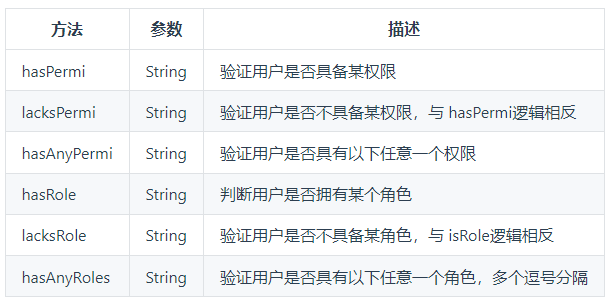 方法 参数 描述
hasPermi String 验证用户是否具备某权限
lacksPermi String 验证用户是否不具备某权限，与 hasPermi逻辑相反
hasAnyPermi String 验证用户是否具有以下任意一个权限
hasRole String 判断用户是否拥有某个角色
lacksRole String 验证用户是否不具备某角色，与 isRole逻辑相反
hasAnyRoles String 验证用户是否具有以下任意一个角色，多个逗号分隔